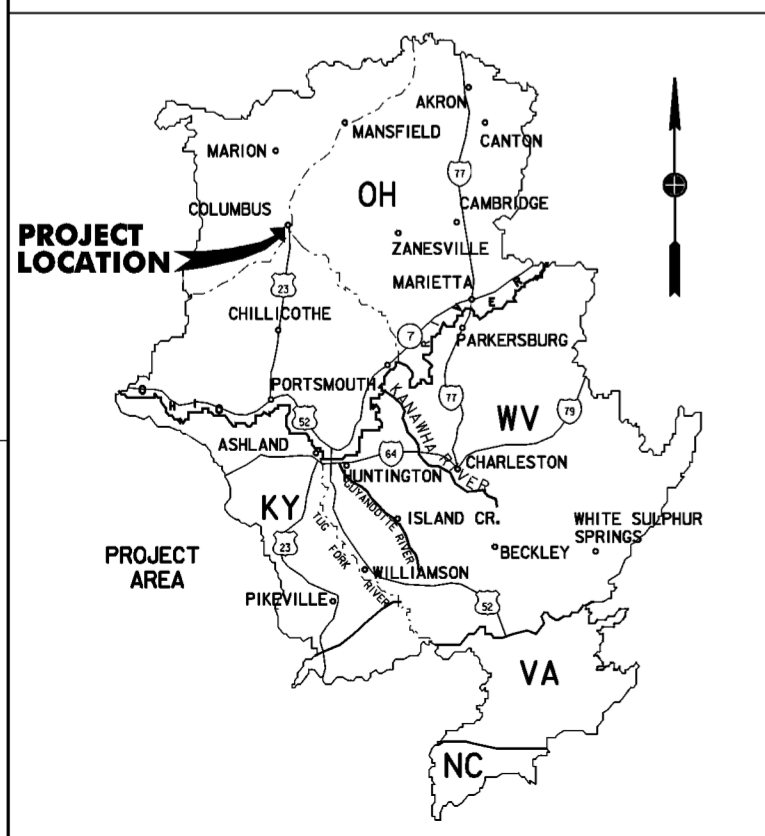 AKRON
MANSFIELD
CANTON
MARION
77
OH
COLUMBUS
CAMBRIDGE
PROJECT
LOCATION
ZANESVILLE
23
MARIETTA
E R
CHILLICOTHE
7
PARKERSBURG
PORTSMOUTH
O H I O
77
WV
79
52
KANAWHA RIVER
ASHLAND
64
CHARLESTON
HUNTINGTON
KY
GUYANDOTTE RIVER
ISLAND CR.
WHITE SULPHUR
SPRINGS
23
TUG FORK RIVER
BECKLEY
PROJECT
AREA
WILLIAMSON
PIKEVILLE
52
VA
NC